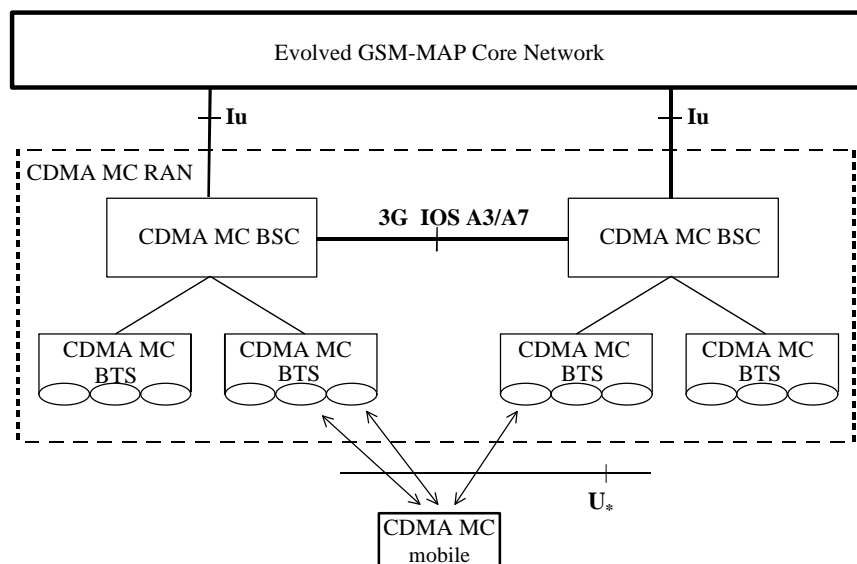 Evolved GSM-MAP Core Network
Iu
Iu
CDMA MC RAN
3G IOS A3/A7
CDMA MC BSC
CDMA MC BSC
CDMA MC
BTS
CDMA MC
BTS
CDMA MC
BTS
CDMA MC
BTS
U*
CDMA MC
mobile